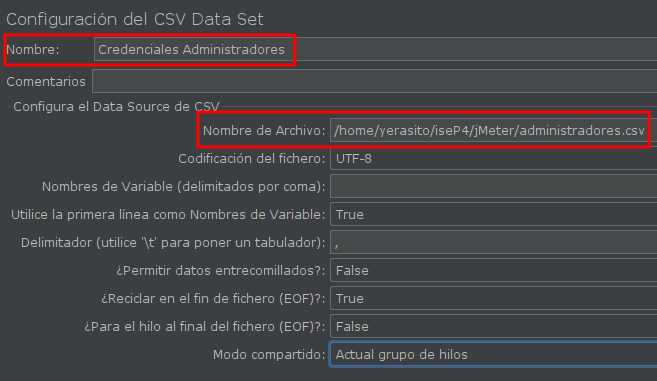 Configuración del CSV Data Set
Nombre: Credenciales Administradores
Comentarios
Configura el Data Source de CSV
Nombre de Archivo: /home/yerasito/iseP4/jMeter/administradores.csv
Codificación del fichero: UTF-8
Nombres de Variable (delimitados por coma):
Utilice la primera línea como Nombres de Variable: True
Delimitador (utilice '\t' para poner un tabulador): ,
¿Permitir datos entrecomillados?: False
¿Reciclar en el fin de fichero (EOF)?: True
¿Para el hilo al final del fichero (EOF)?: False
Modo compartido: Actual grupo de hilos